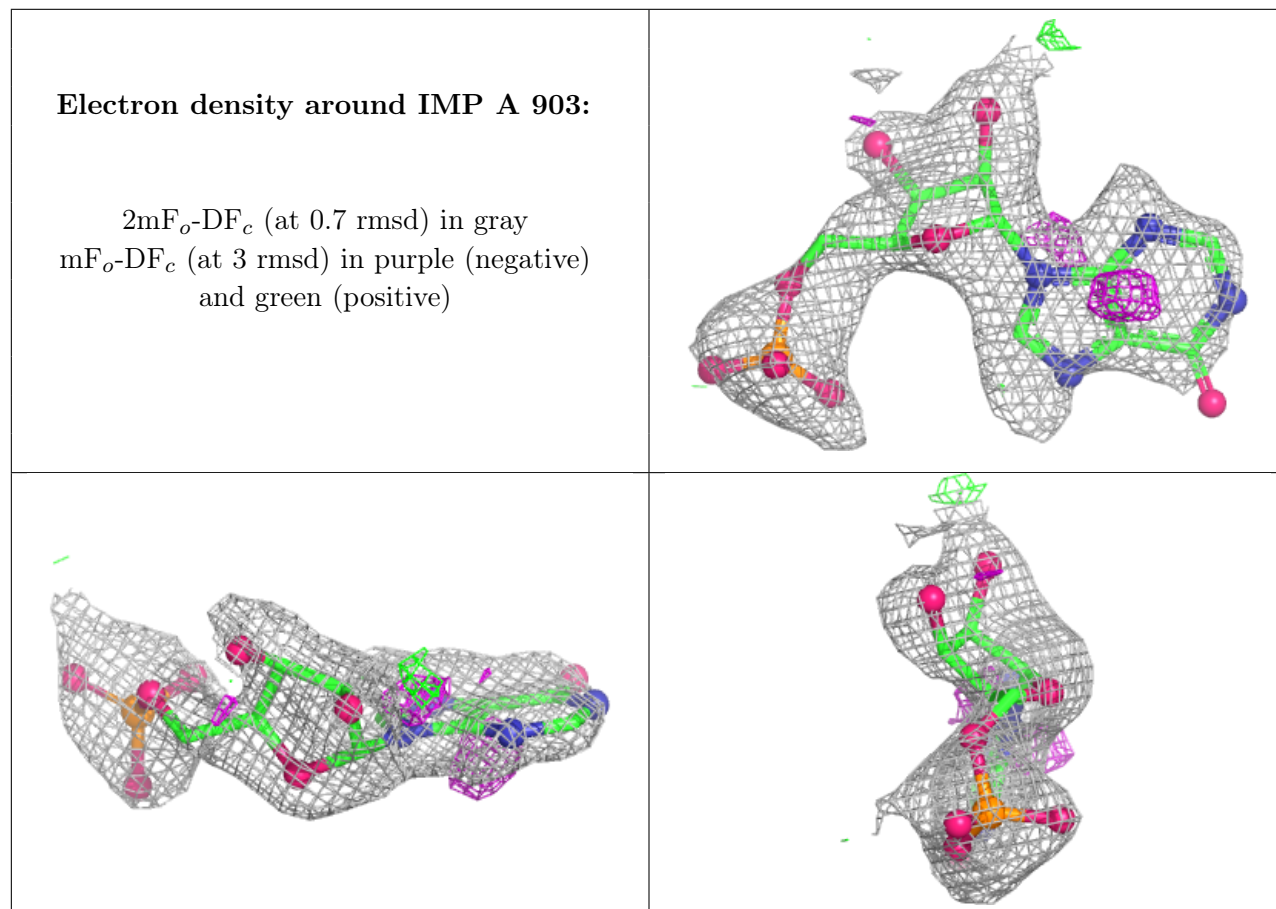 Electron density around IMP A 903:
2mFo-DFc (at 0.7 rmsd) in gray
mFo-DFc (at 3 rmsd) in purple (negative)
and green (positive)